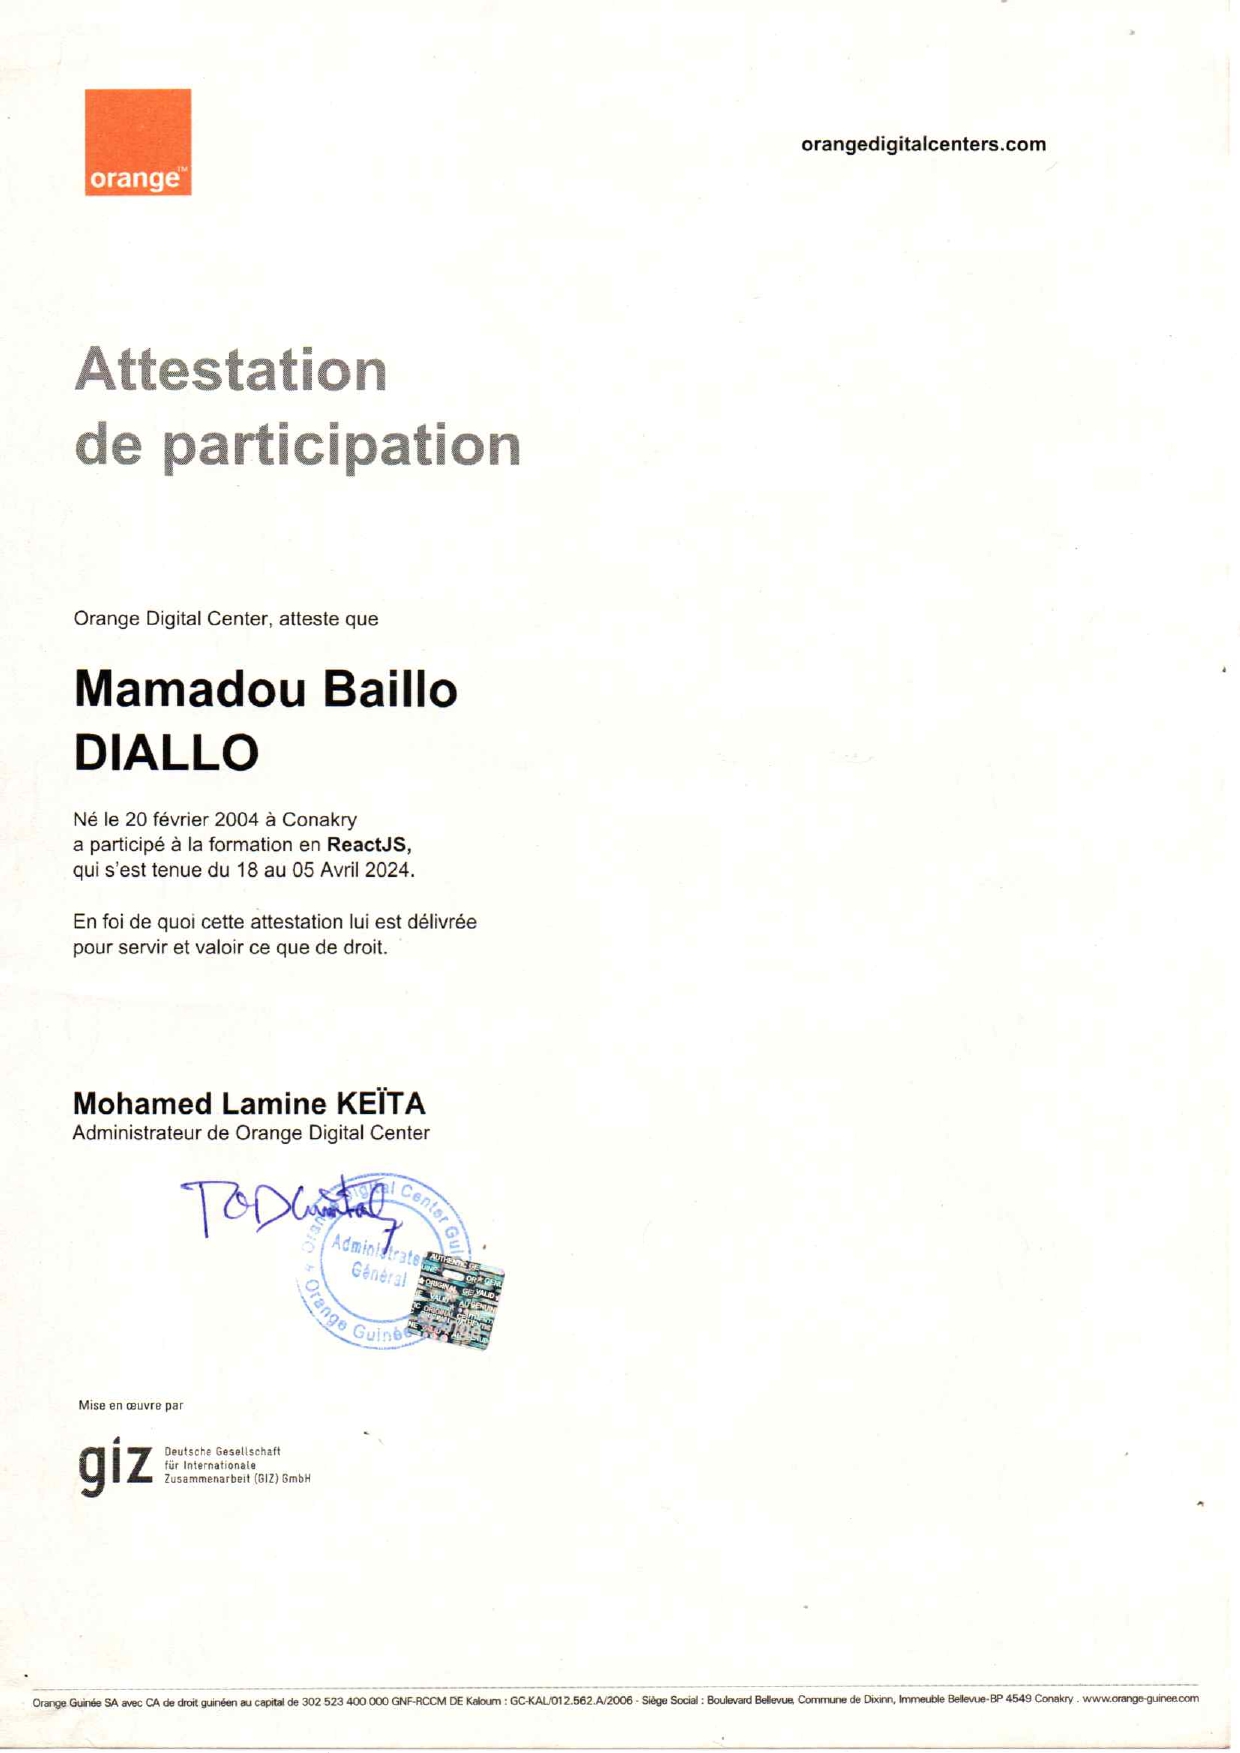 orange™
orangedigitalcenters.com
Attestation
de participation
Orange Digital Center, atteste que
Mamadou Baillo
DIALLO
Né le 20 février 2004 à Conakry
a participé à la formation en ReactJS,
qui s'est tenue du 18 au 05 Avril 2024.
En foi de quoi cette attestation lui est délivrée
pour servir et valoir ce que de droit.
Mohamed Lamine KEÏTA
Administrateur de Orange Digital Center
Digital Center Gui
Administrate
Général
Orange Guinée
Mise en œuvre par
giz
Deutsche Gesellschaft
für Internationale
Zusammenarbeit (GIZ) GmbH
Orange Guinée SA avec CA de droit guinéen au capital de 302 523 400 000 GNF-RCCM DE Kaloum : GC-KAL/012.562.A/2006 - Siège Social : Boulevard Bellevue, Commune de Dixinn, Immeuble Bellevue-BP 4549 Conakry . www.orange-guinee.com